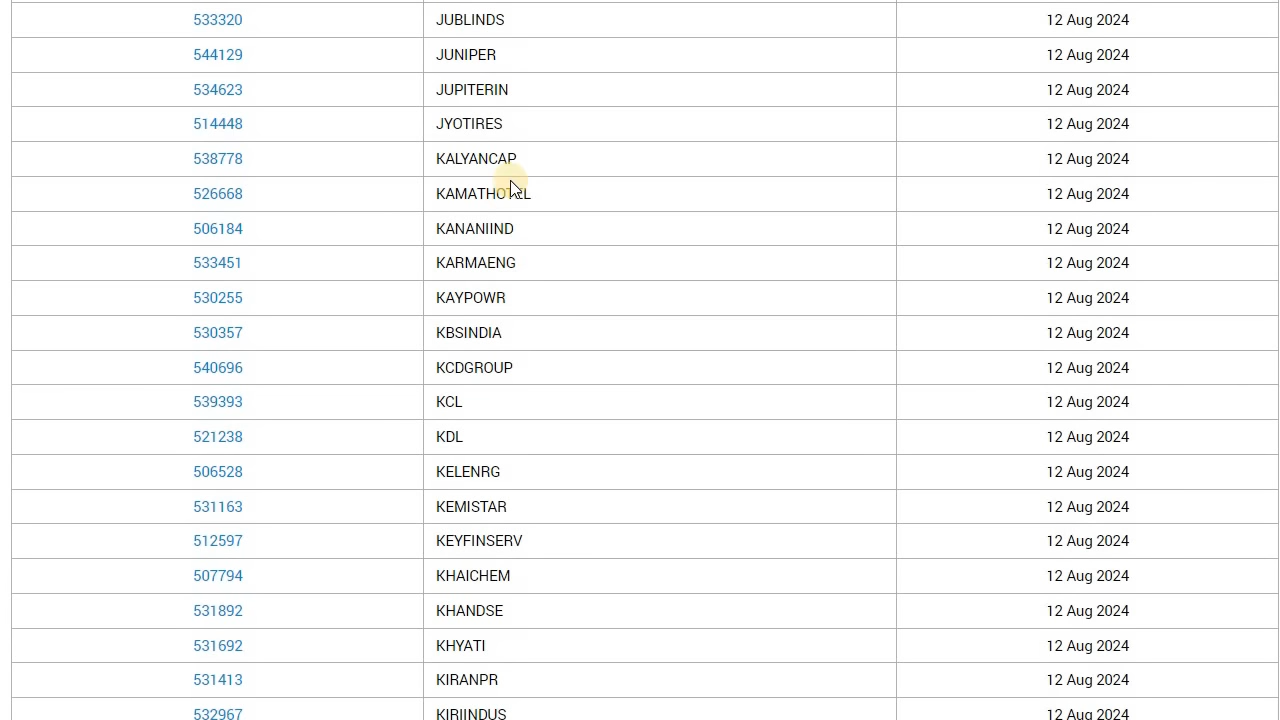 533320 JUBLINDS 12 Aug 2024
544129 JUNIPER 12 Aug 2024
534623 JUPITERIN 12 Aug 2024
514448 JYOTIRES 12 Aug 2024
538778 KALYANCAP 12 Aug 2024
526668 KAMATHOTEL 12 Aug 2024
506184 KANANIIND 12 Aug 2024
533451 KARMAENG 12 Aug 2024
530255 KAYPOWR 12 Aug 2024
530357 KBSINDIA 12 Aug 2024
540696 KCDGROUP 12 Aug 2024
539393 KCL 12 Aug 2024
521238 KDL 12 Aug 2024
506528 KELENRG 12 Aug 2024
531163 KEMISTAR 12 Aug 2024
512597 KEYFINSERV 12 Aug 2024
507794 KHAICHEM 12 Aug 2024
531892 KHANDSE 12 Aug 2024
531692 KHYATI 12 Aug 2024
531413 KIRANPR 12 Aug 2024
532967 KIRIINDUS 12 Aug 2024